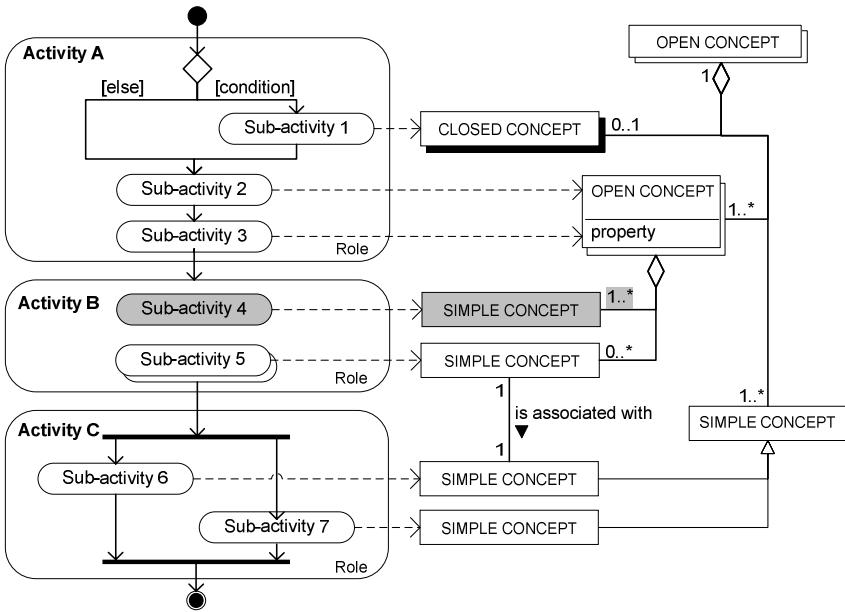 OPEN CONCEPT
Activity A
1
[else]
[condition]
Sub-activity 1
CLOSED CONCEPT
0..1
Sub-activity 2
OPEN CONCEPT
1..*
Sub-activity 3
property
Role
Activity B
Sub-activity 4
SIMPLE CONCEPT
1..*
Sub-activity 5
SIMPLE CONCEPT
0..*
Role
1
is associated with
1..*
Activity C
SIMPLE CONCEPT
1
Sub-activity 6
SIMPLE CONCEPT
Sub-activity 7
SIMPLE CONCEPT
Role